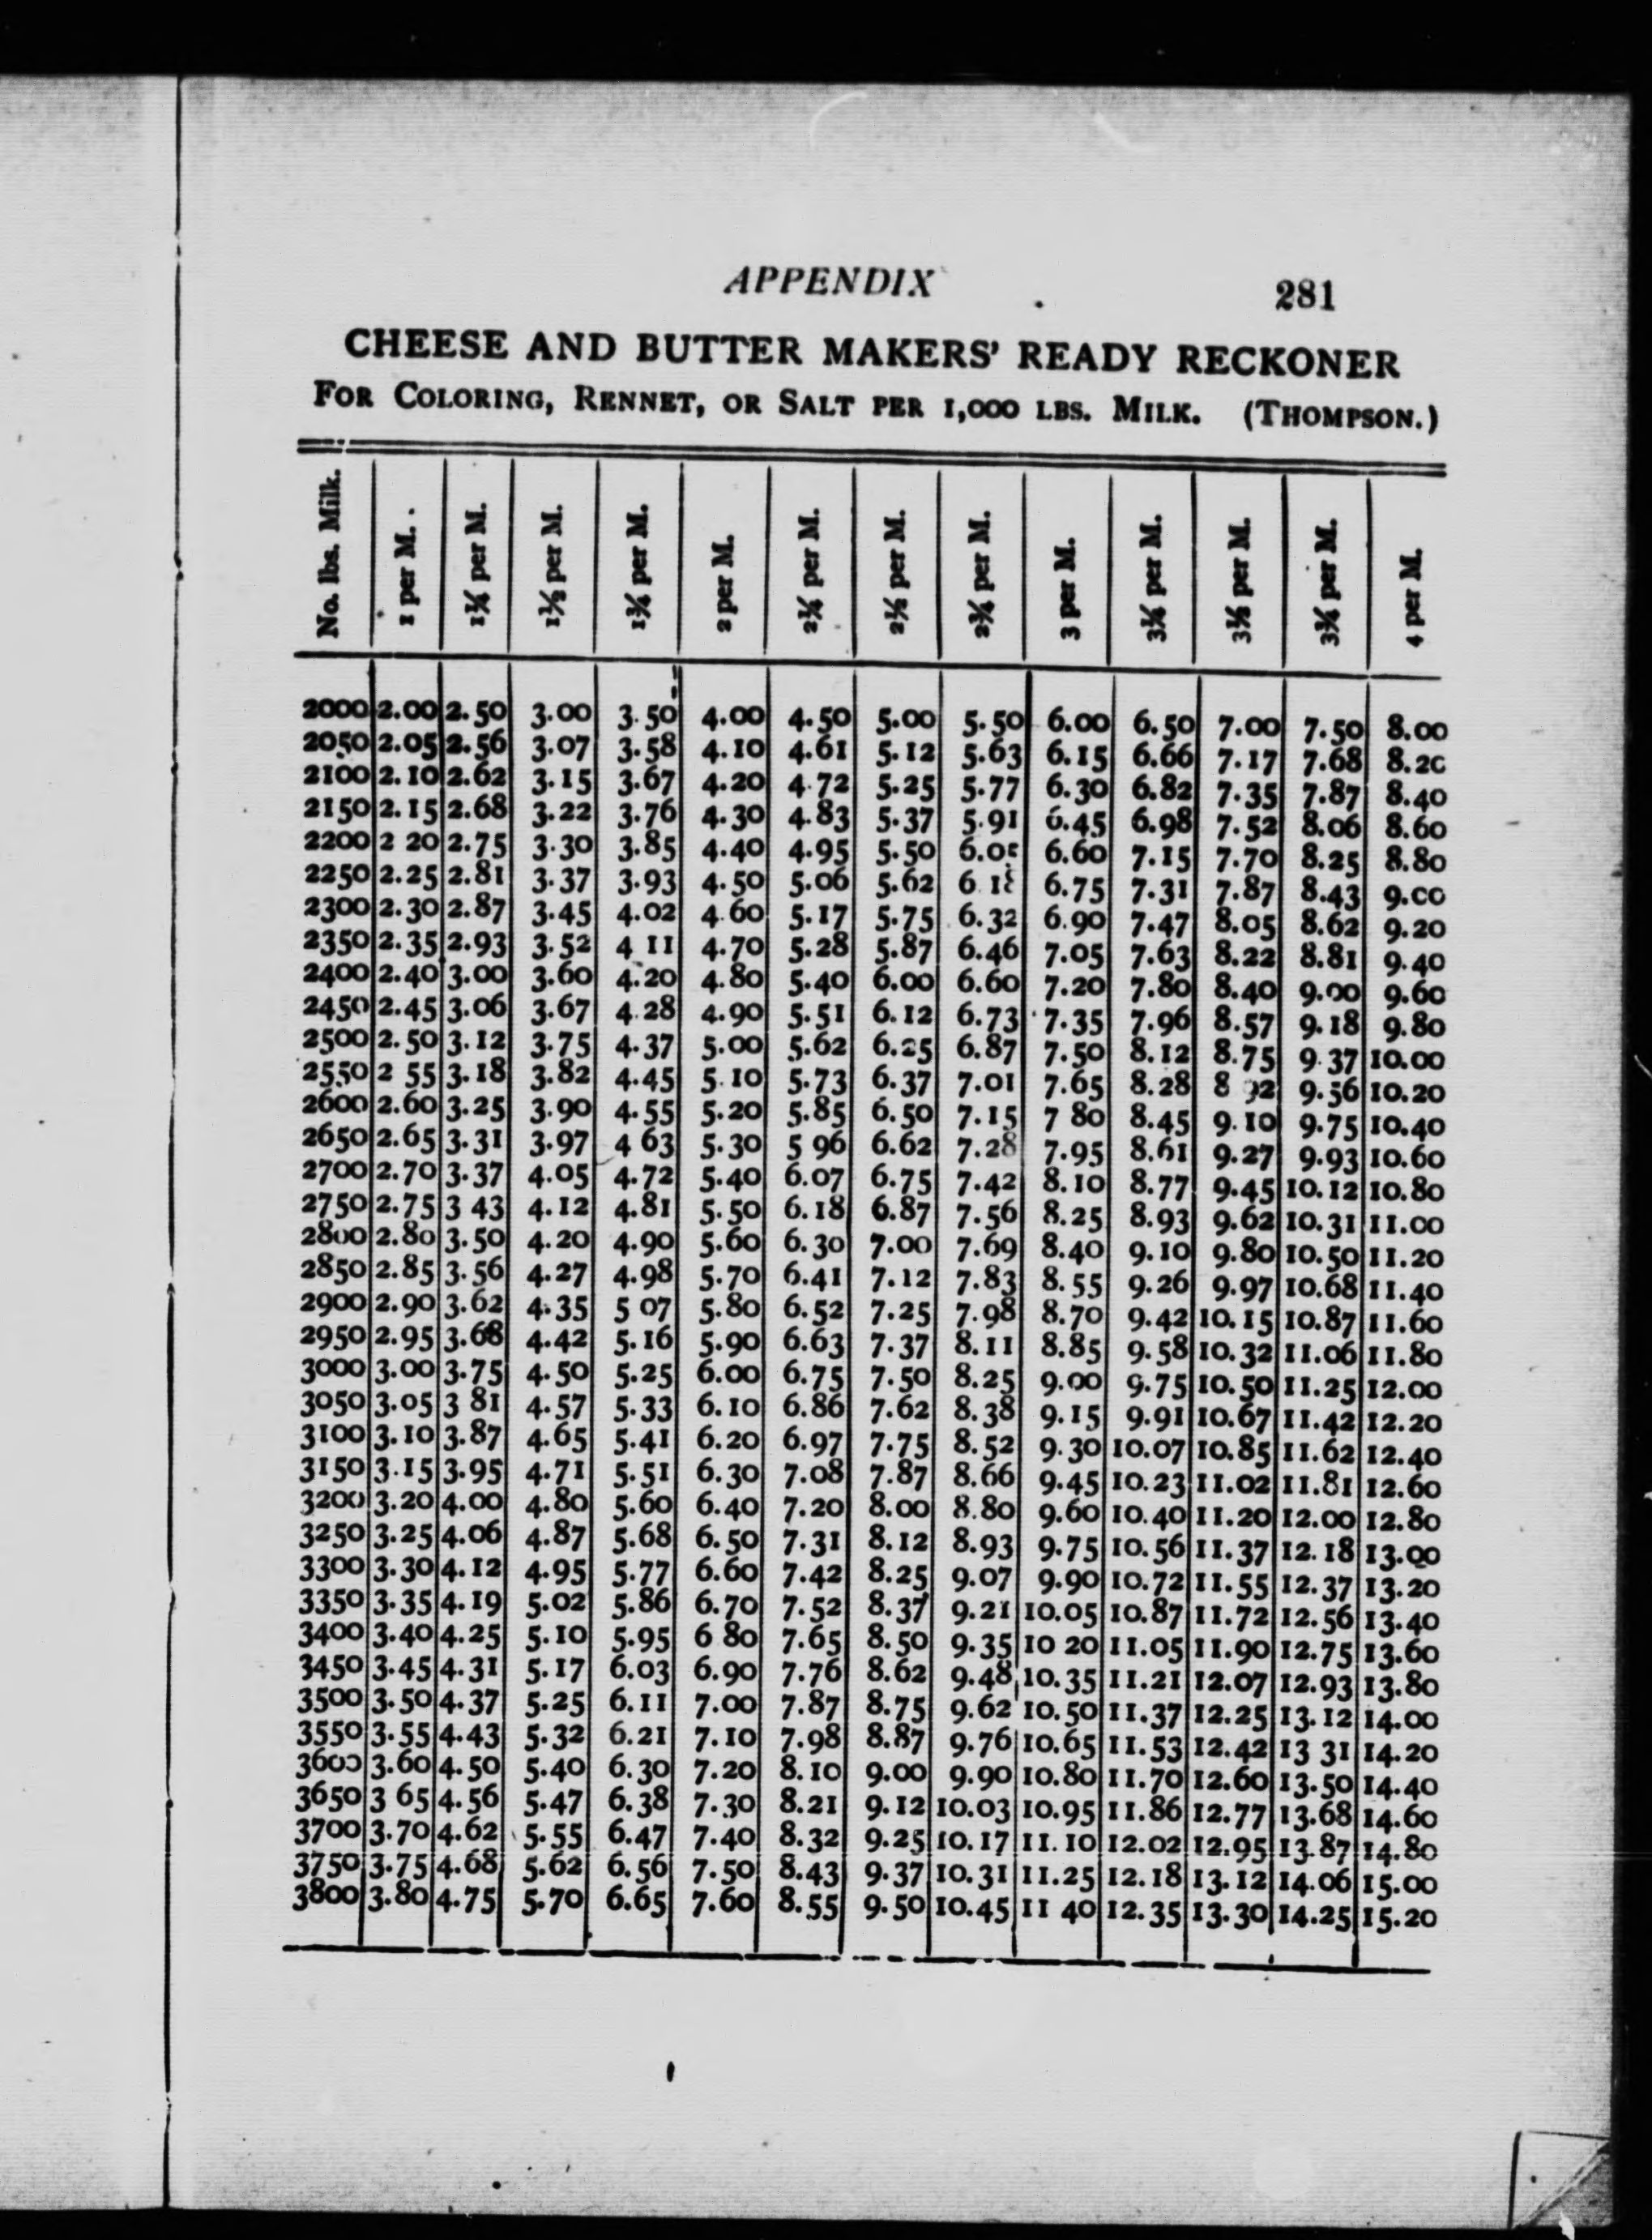 APPENDIX 281
CHEESE AND BUTTER MAKERS' READY RECKONER
FOR COLORING, RENNET, OR SALT PER 1,000 LBS. MILK. (THOMPSON.)
No. lbs. Milk. 1 per M. 1¼ per M. 1½ per M. 1¾ per M. 2 per M. 2¼ per M. 2½ per M. 2¾ per M. 3 per M. 3¼ per M. 3½ per M. 3¾ per M. 4 per M.
2000 2.00 2.50 3.00 3.50 4.00 4.50 5.00 5.50 6.00 6.50 7.00 7.50 8.00
2050 2.05 2.56 3.07 3.58 4.10 4.61 5.12 5.63 6.15 6.66 7.17 7.68 8.20
2100 2.10 2.62 3.15 3.67 4.20 4.72 5.25 5.77 6.30 6.82 7.35 7.87 8.40
2150 2.15 2.68 3.22 3.76 4.30 4.83 5.37 5.91 6.45 6.98 7.52 8.06 8.60
2200 2 20 2.75 3.30 3.85 4.40 4.95 5.50 6.05 6.60 7.15 7.70 8.25 8.80
2250 2.25 2.81 3.37 3.93 4.50 5.06 5.62 6 18 6.75 7.31 7.87 8.43 9.00
2300 2.30 2.87 3.45 4.02 4 60 5.17 5.75 6.32 6.90 7.47 8.05 8.62 9.20
2350 2.35 2.93 3.52 4 11 4.70 5.28 5.87 6.46 7.05 7.63 8.22 8.81 9.40
2400 2.40 3.00 3.60 4.20 4.80 5.40 6.00 6.60 7.20 7.80 8.40 9.00 9.60
2450 2.45 3.06 3.67 4.28 4.90 5.51 6.12 6.73 7.35 7.96 8.57 9.18 9.80
2500 2.50 3.12 3.75 4.37 5.00 5.62 6.25 6.87 7.50 8.12 8.75 9.37 10.00
2550 2 55 3.18 3.82 4.45 5.10 5.73 6.37 7.01 7.65 8.28 8 92 9.56 10.20
2600 2.60 3.25 3.90 4.55 5.20 5.85 6.50 7.15 7 80 8.45 9.10 9.75 10.40
2650 2.65 3.31 3.97 4 63 5.30 5 96 6.62 7.28 7.95 8.61 9.27 9.93 10.60
2700 2.70 3.37 4.05 4.72 5.40 6.07 6.75 7.42 8.10 8.77 9.45 10.12 10.80
2750 2.75 3 43 4.12 4.81 5.50 6.18 6.87 7.56 8.25 8.93 9.62 10.31 11.00
2800 2.80 3.50 4.20 4.90 5.60 6.30 7.00 7.69 8.40 9.10 9.80 10.50 11.20
2850 2.85 3.56 4.27 4.98 5.70 6.41 7.12 7.83 8.55 9.26 9.97 10.68 11.40
2900 2.90 3.62 4.35 5 07 5.80 6.52 7.25 7.98 8.70 9.42 10.15 10.87 11.60
2950 2.95 3.68 4.42 5.16 5.90 6.63 7.37 8.11 8.85 9.58 10.32 11.06 11.80
3000 3.00 3.75 4.50 5.25 6.00 6.75 7.50 8.25 9.00 9.75 10.50 11.25 12.00
3050 3.05 3 81 4.57 5.33 6.10 6.86 7.62 8.38 9.15 9.91 10.67 11.42 12.20
3100 3.10 3.87 4.65 5.41 6.20 6.97 7.75 8.52 9.30 10.07 10.85 11.62 12.40
3150 3.15 3.95 4.71 5.51 6.30 7.08 7.87 8.66 9.45 10.23 11.02 11.81 12.60
3200 3.20 4.00 4.80 5.60 6.40 7.20 8.00 8.80 9.60 10.40 11.20 12.00 12.80
3250 3.25 4.06 4.87 5.68 6.50 7.31 8.12 8.93 9.75 10.56 11.37 12.18 13.00
3300 3.30 4.12 4.95 5.77 6.60 7.42 8.25 9.07 9.90 10.72 11.55 12.37 13.20
3350 3.35 4.19 5.02 5.86 6.70 7.52 8.37 9.21 10.05 10.87 11.72 12.56 13.40
3400 3.40 4.25 5.10 5.95 6 80 7.65 8.50 9.35 10 20 11.05 11.90 12.75 13.60
3450 3.45 4.31 5.17 6.03 6.90 7.76 8.62 9.48 10.35 11.21 12.07 12.93 13.80
3500 3.50 4.37 5.25 6.11 7.00 7.87 8.75 9.62 10.50 11.37 12.25 13.12 14.00
3550 3.55 4.43 5.32 6.21 7.10 7.98 8.87 9.76 10.65 11.53 12.42 13 31 14.20
3600 3.60 4.50 5.40 6.30 7.20 8.10 9.00 9.90 10.80 11.70 12.60 13.50 14.40
3650 3 65 4.56 5.47 6.38 7.30 8.21 9.12 10.03 10.95 11.86 12.77 13.68 14.60
3700 3.70 4.62 5.55 6.47 7.40 8.32 9.25 10.17 11.10 12.02 12.95 13.87 14.80
3750 3.75 4.68 5.62 6.56 7.50 8.43 9.37 10.31 11.25 12.18 13.12 14.06 15.00
3800 3.80 4.75 5.70 6.65 7.60 8.55 9.50 10.45 11 40 12.35 13.30 14.25 15.20